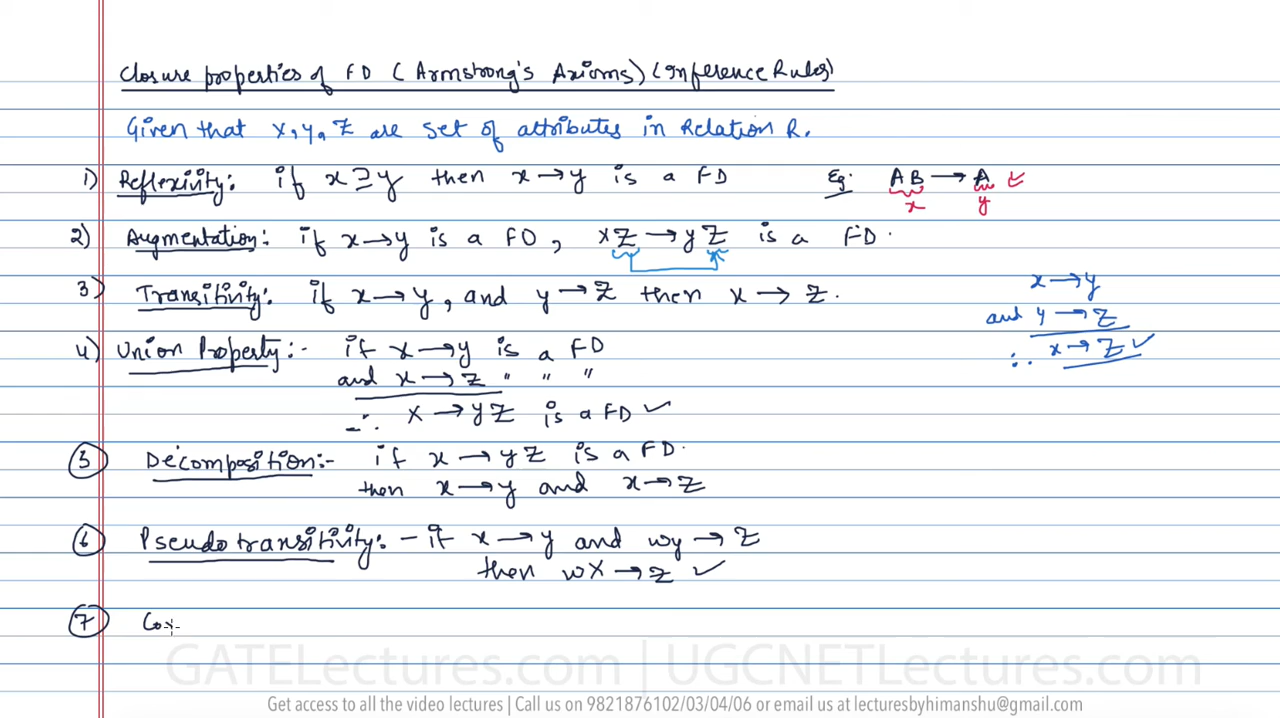 Closure properties of FD (Armstrong's Axioms) (Inference Rules)
Given that x, y, Z are set of attributes in Relation R.
1) Reflexivity: if x ⊇ y then x → y is a FD Eg: AB → A
x y
2) Augmentation: if x → y is a FD, xZ → yZ is a FD.
3) Transitivity: if x → y, and y → Z then x → Z.
x → y
and y → Z
∴ x → Z ✓
4) Union Property:- if x → y is a FD
and x → Z " " "
∴ x → yZ is a FD ✓
5 Decomposition:- if x → yZ is a FD.
then x → y and x → Z
6 Pseudo transitivity:- if x → y and wy → Z
then wx → Z ✓
7 Co
GATELectures.com | UGCNETLectures.com
Get access to all the video lectures | Call us on 9821876102/03/04/06 or email us at lecturesbyhimanshu@gmail.com